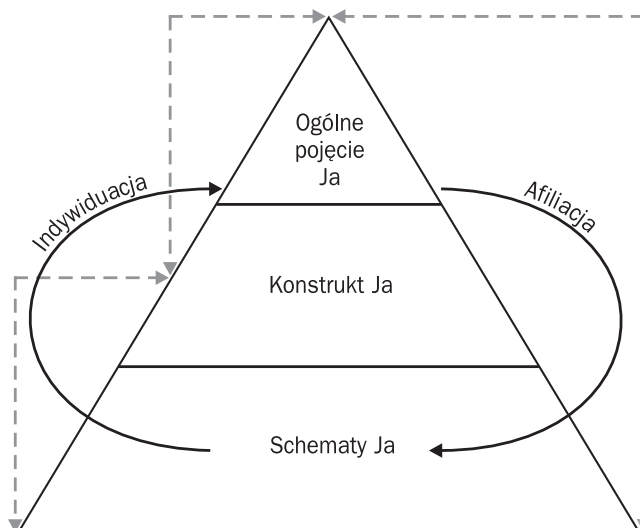 Ogólne
pojęcie
Ja
Indywiduacja
Afiliacja
Konstrukt Ja
Schematy Ja